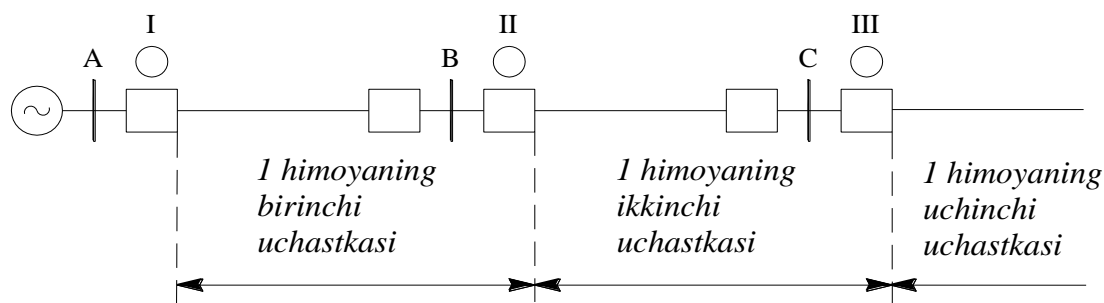 I
II
III
A
B
C
~
1 himoyaning
birinchi
uchastkasi
1 himoyaning
ikkinchi
uchastkasi
1 himoyaning
uchinchi
uchastkasi